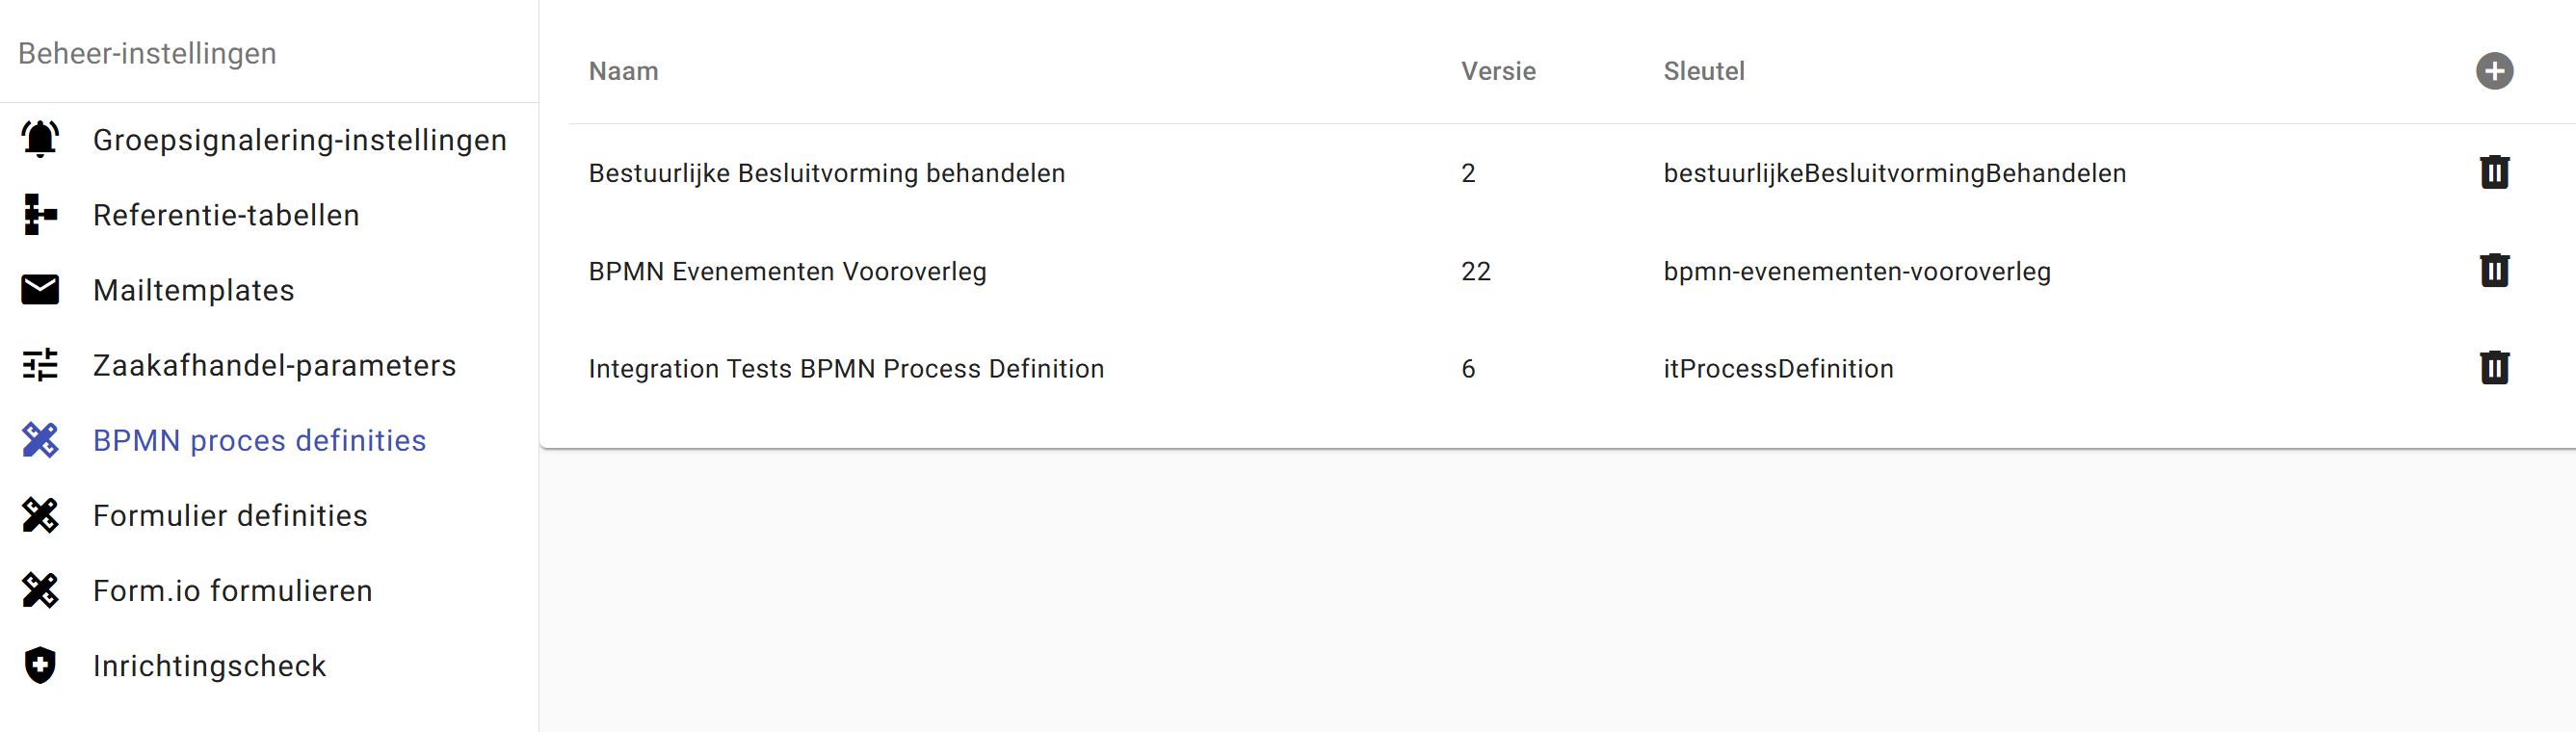 Beheer-instellingen
Groepsignalering-instellingen
Referentie-tabellen
Mailtemplates
Zaakafhandel-parameters
BPMN proces definities
Formulier definities
Form.io formulieren
Inrichtingscheck
Naam Versie Sleutel
Bestuurlijke Besluitvorming behandelen 2 bestuurlijkeBesluitvormingBehandelen
BPMN Evenementen Vooroverleg 22 bpmn-evenementen-vooroverleg
Integration Tests BPMN Process Definition 6 itProcessDefinition